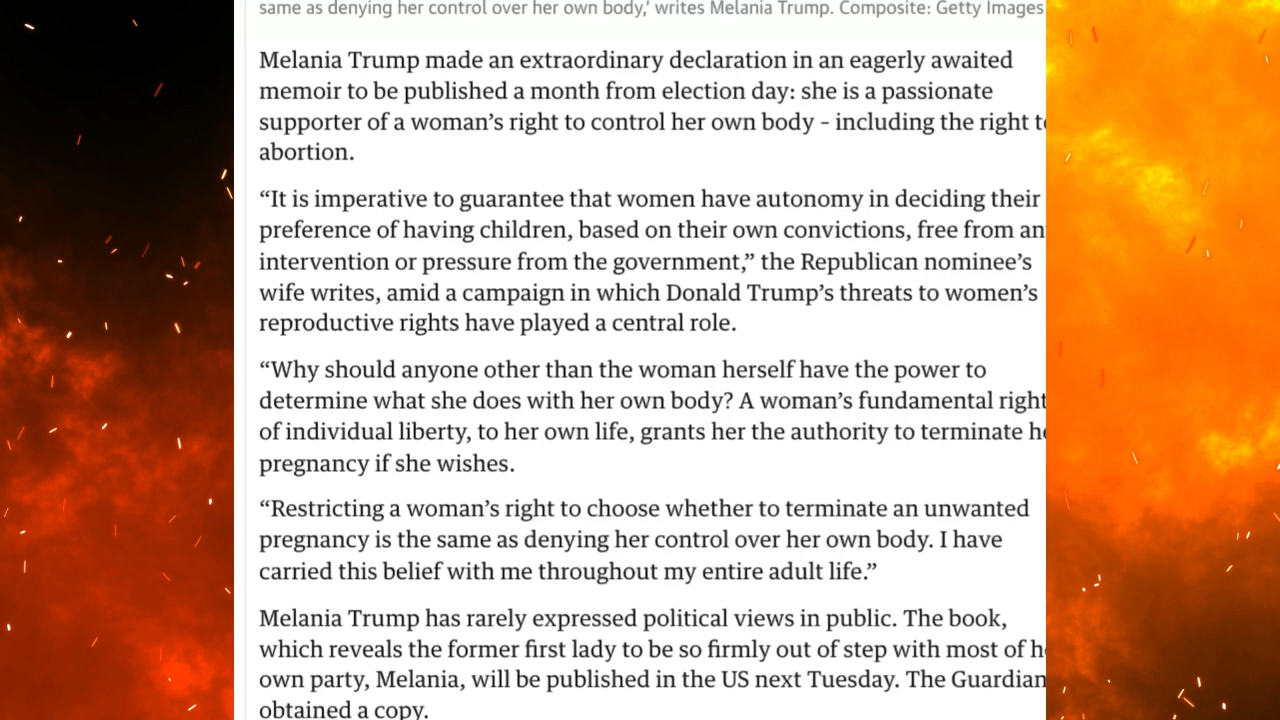 same as denying her control over her own body,' writes Melania Trump. Composite: Getty Images
Melania Trump made an extraordinary declaration in an eagerly awaited
memoir to be published a month from election day: she is a passionate
supporter of a woman’s right to control her own body – including the right t
abortion.
“It is imperative to guarantee that women have autonomy in deciding their
preference of having children, based on their own convictions, free from an
intervention or pressure from the government,” the Republican nominee’s
wife writes, amid a campaign in which Donald Trump’s threats to women’s
reproductive rights have played a central role.
“Why should anyone other than the woman herself have the power to
determine what she does with her own body? A woman’s fundamental right
of individual liberty, to her own life, grants her the authority to terminate h
pregnancy if she wishes.
“Restricting a woman’s right to choose whether to terminate an unwanted
pregnancy is the same as denying her control over her own body. I have
carried this belief with me throughout my entire adult life.”
Melania Trump has rarely expressed political views in public. The book,
which reveals the former first lady to be so firmly out of step with most of h
own party, Melania, will be published in the US next Tuesday. The Guardian
obtained a copy.